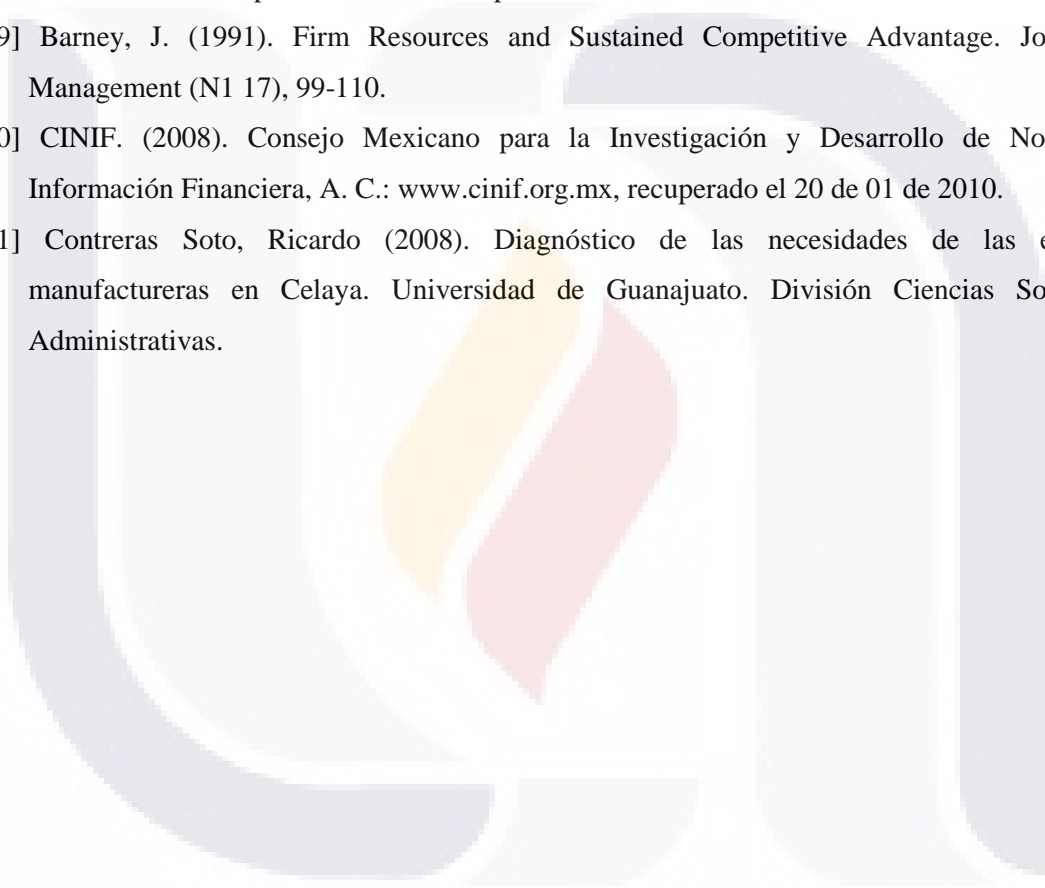 9] Barney, J. (1991). Firm Resources and Sustained Competitive Advantage. Jo
Management (N1 17), 99-110.
0] CINIF. (2008). Consejo Mexicano para la Investigación y Desarrollo de No
Información Financiera, A. C.: www.cinif.org.mx, recuperado el 20 de 01 de 2010.
1] Contreras Soto, Ricardo (2008). Diagnóstico de las necesidades de las e
manufactureras en Celaya. Universidad de Guanajuato. División Ciencias So
Administrativas.